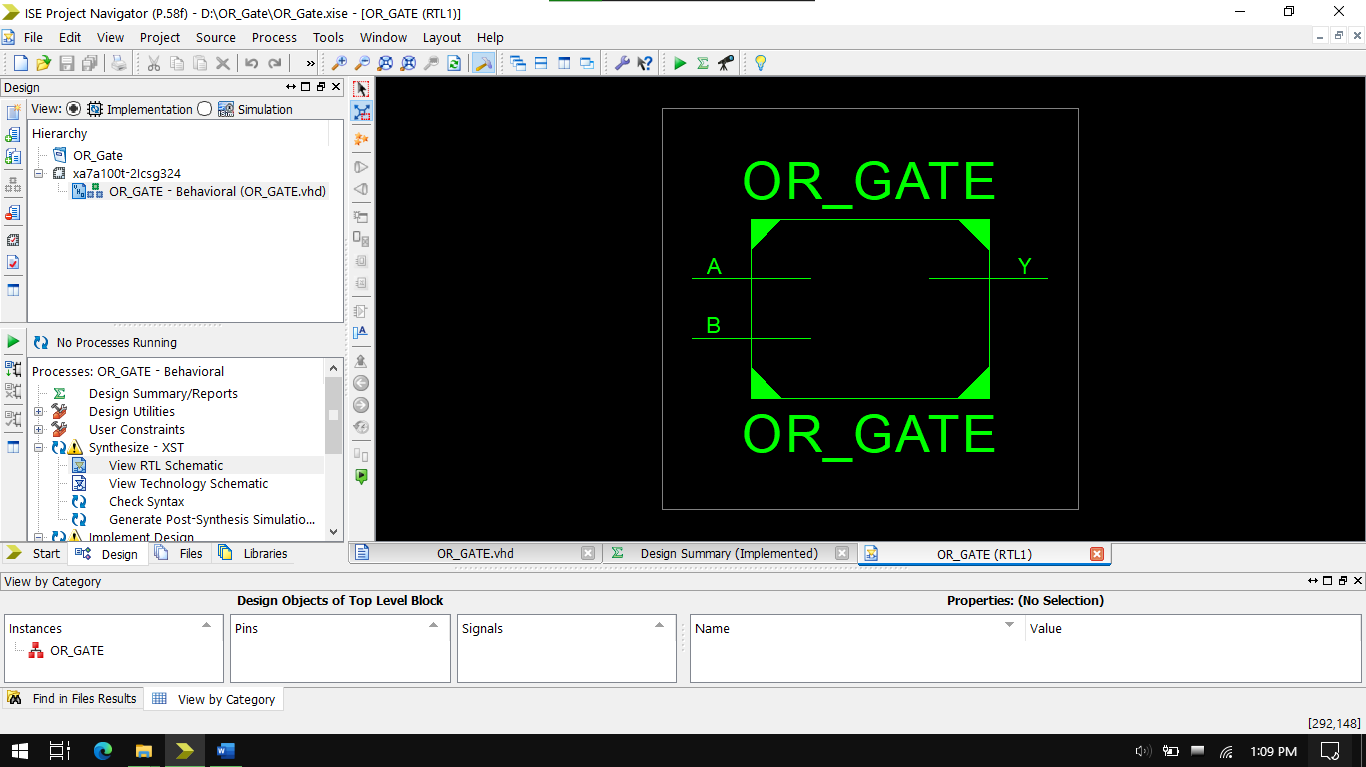 ISE Project Navigator (P.58f) - D:\OR_Gate\OR_Gate.xise - [OR_GATE (RTL1)]
File Edit View Project Source Process Tools Window Layout Help
»
Design
View: Implementation Simulation
Hierarchy
OR_Gate
xa7a100t-2Icsg324
OR_GATE - Behavioral (OR_GATE.vhd)
No Processes Running
Processes: OR_GATE - Behavioral
Design Summary/Reports
Design Utilities
User Constraints
Synthesize - XST
View RTL Schematic
View Technology Schematic
Check Syntax
Generate Post-Synthesis Simulatio...
Implement Design
Start Design Files Libraries
OR_GATE
A
Y
B
OR_GATE
OR_GATE.vhd Design Summary (Implemented) OR_GATE (RTL1)
View by Category
Design Objects of Top Level Block
Properties: (No Selection)
Instances
OR_GATE
Pins
Signals
Name Value
Find in Files Results View by Category
[292,148]
1:09 PM